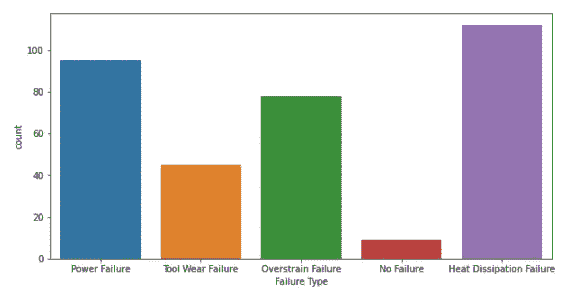 100
80
60
40
20
0
count
Power Failure
Tool Wear Failure
Overstrain Failure
No Failure
Heat Dissipation Failure
Failure Type